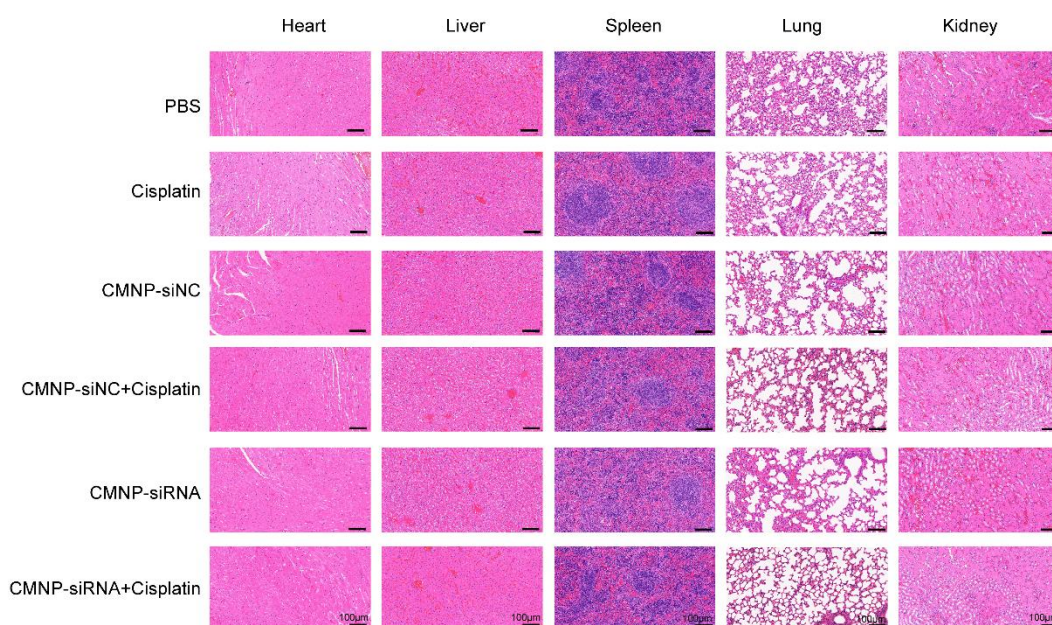 Heart Liver Spleen Lung Kidney
PBS
Cisplatin
CMNP-siNC
CMNP-siNC+Cisplatin
CMNP-siRNA
CMNP-siRNA+Cisplatin
100μm 100μm 100μm 100μm 100μm